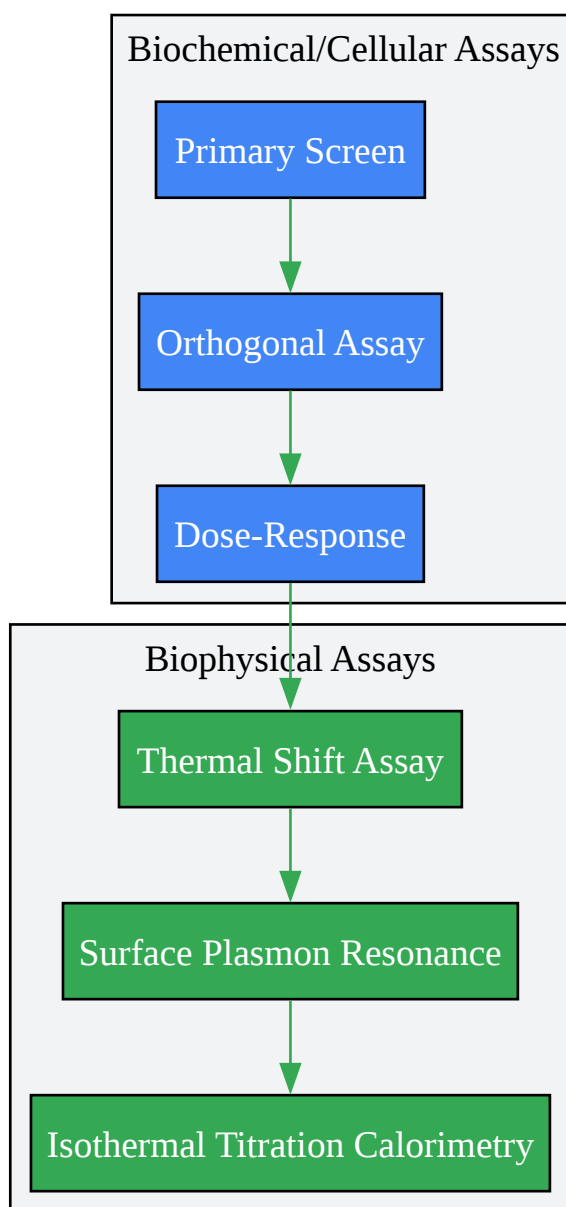 Biochemical/Cellular Assays
Primary Screen
Orthogonal Assay
Dose-Response
Biophysical Assays
Thermal Shift Assay
Surface Plasmon Resonance
Isothermal Titration Calorimetry